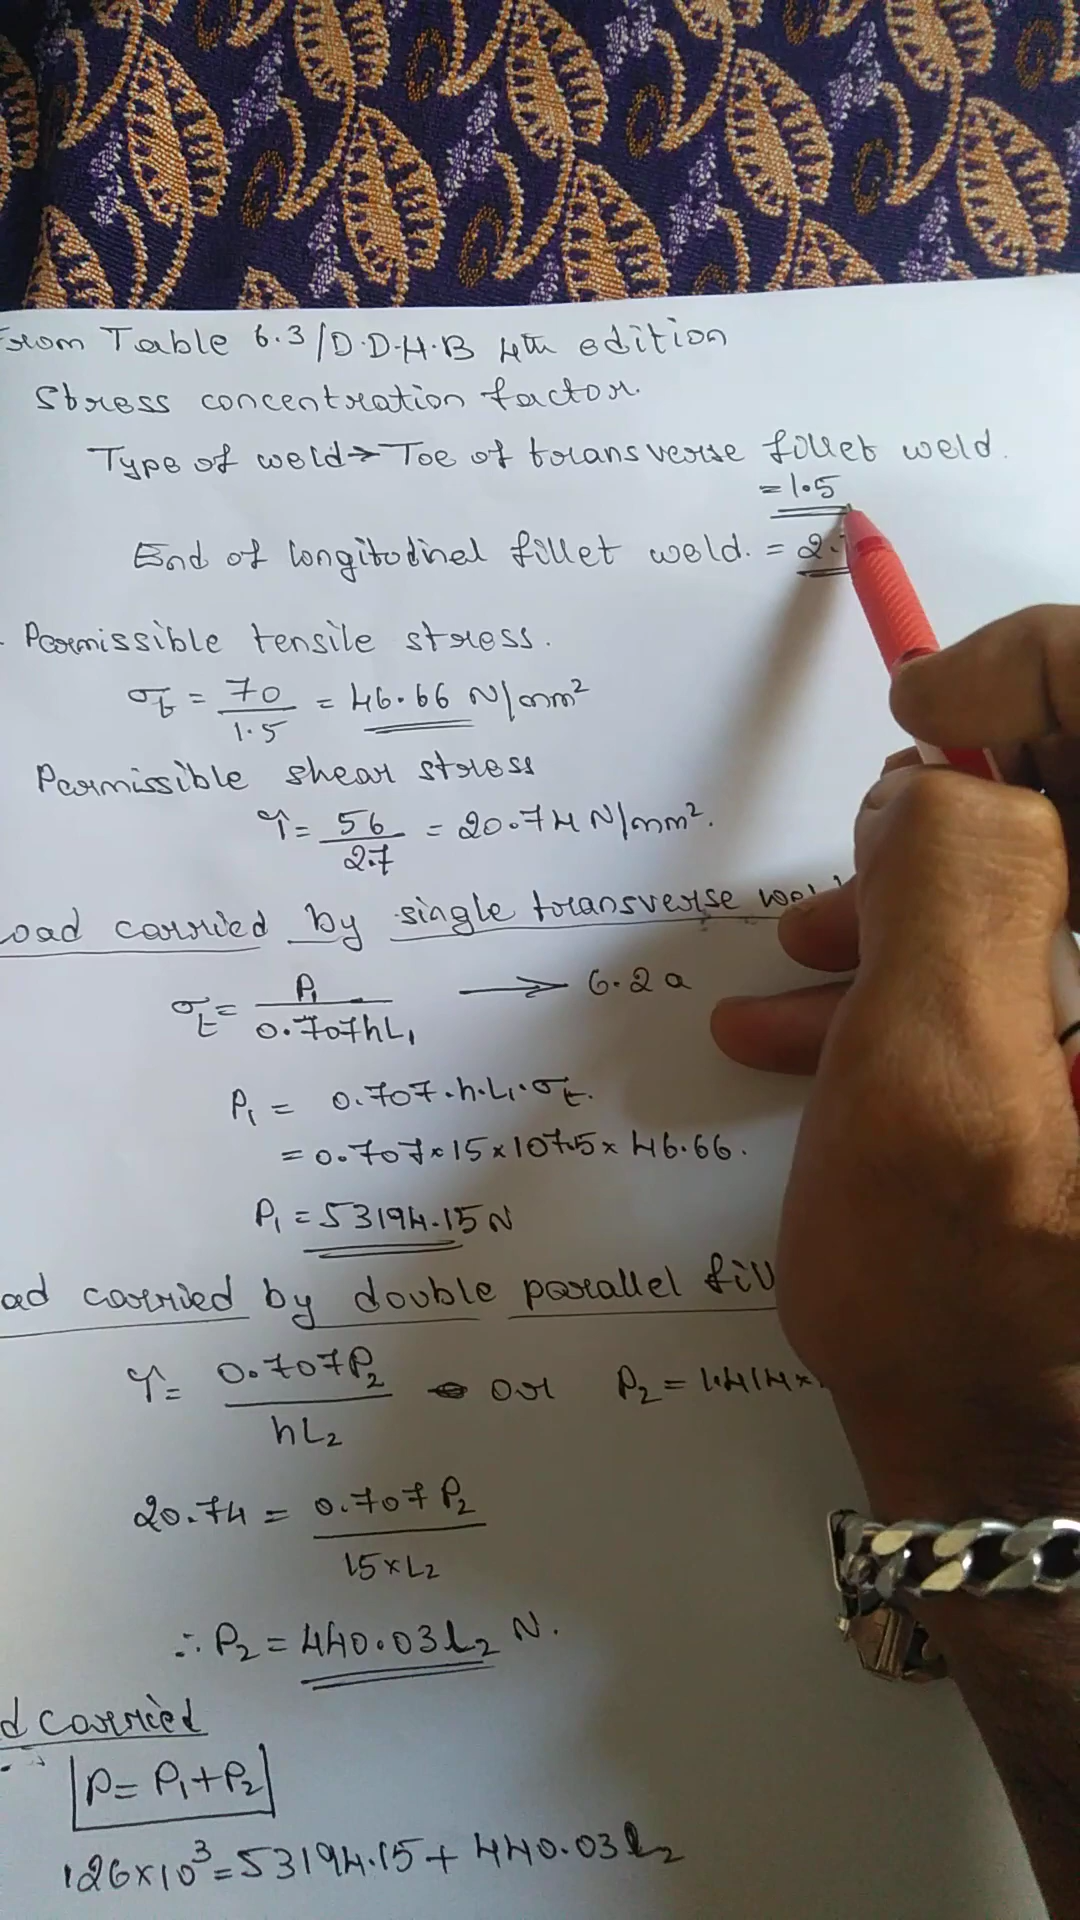 From Table 6.3/D.D.H.B 4th edition
Stress concentration factor.
Type of weld → Toe of transverse fillet weld.
= 1.5
End of longitodinel fillet weld. = 2.
Permissible tensile stress.
σt = 70/1.5 = 46.66 N/mm²
Permissible shear stress
τ = 56/2.7 = 20.74 N/mm².
oad carried by single transverse wel
σt = P₁/0.707hL₁ → 6.2a
P₁ = 0.707.h.L₁.σt.
= 0.707×15×107.5×46.66.
P₁ = 53194.15 N
ad carried by double parallel fill
τ = 0.707P₂/hL₂ or P₂ = 1.414×
20.74 = 0.707 P₂/15×L₂
∴ P₂ = 440.03 l₂ N.
d carried
P = P₁+P₂
126×10³ = 53194.15 + 440.03 l₂